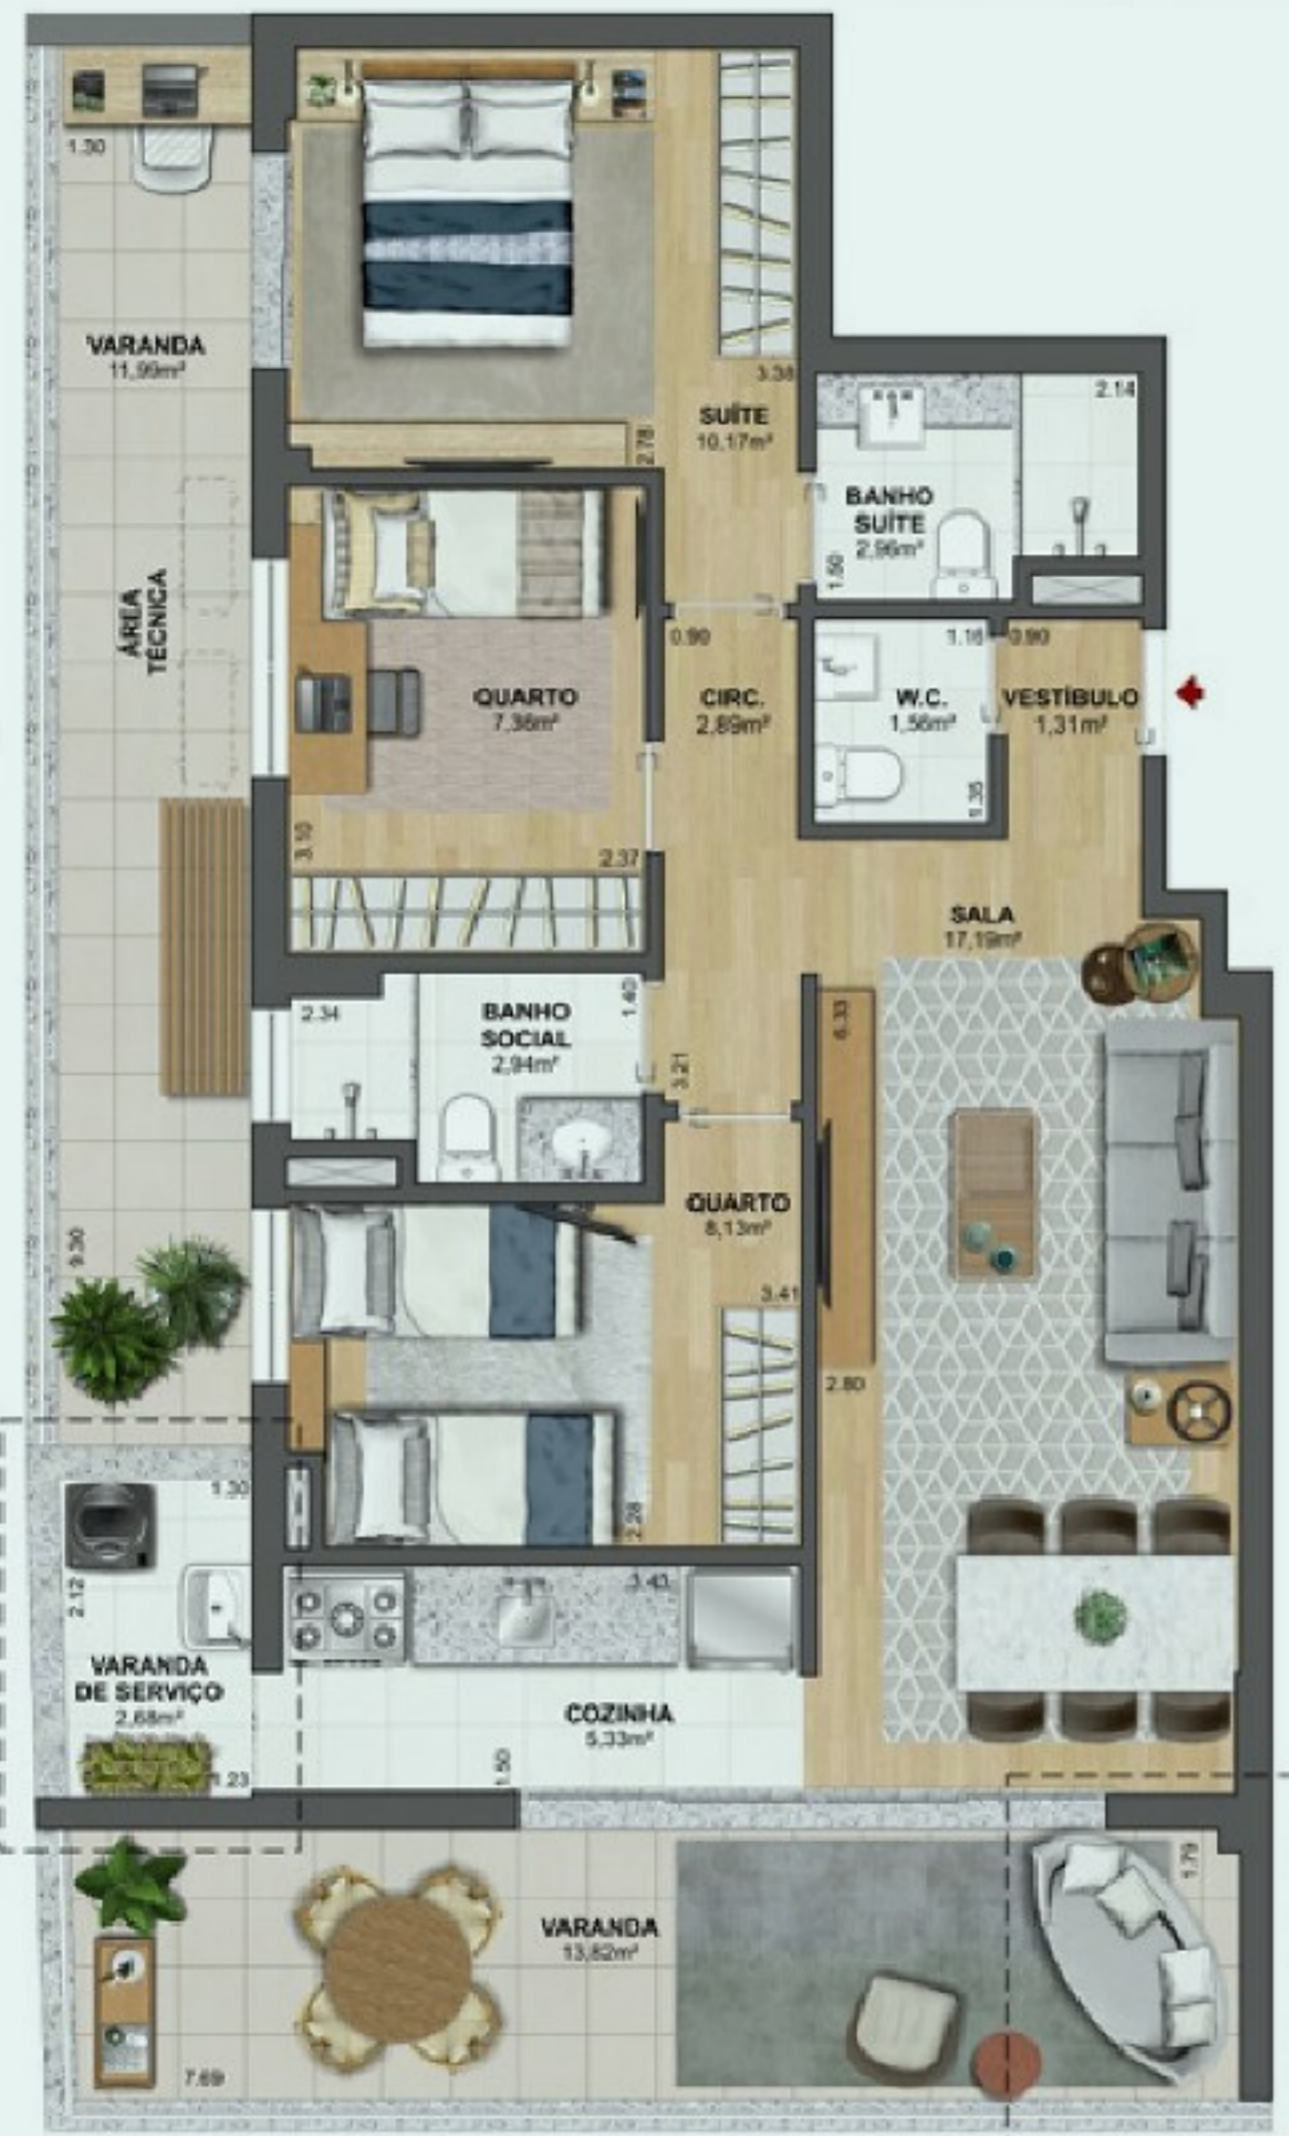 1.30
VARANDA
11,99m²
3.38
SUÍTE
10,17m²
2.78
2.14
BANHO
SUÍTE
2,96m²
1.50
ÁREA
TÉCNICA
QUARTO
7,36m²
3.10
2.37
0.90
CIRC.
2,89m²
1.16
W.C.
1,56m²
1.35
0.90
VESTÍBULO
1,31m²
SALA
17,19m²
6.33
2.34
BANHO
SOCIAL
2,94m²
1.40
3.21
QUARTO
8,13m²
3.41
2.80
9.30
2.28
1.30
2.12
VARANDA
DE SERVIÇO
2,68m²
1.23
3.43
COZINHA
5,33m²
1.50
1.79
VARANDA
13,82m²
7.69